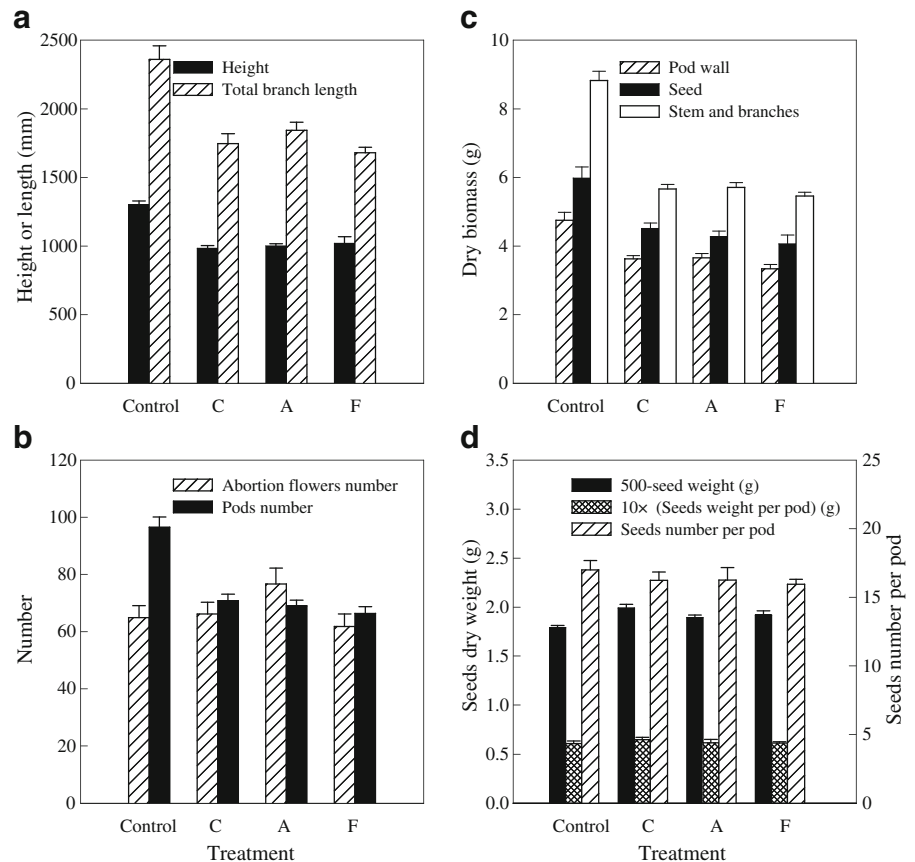 a
2500
2000
1500
1000
500
0
Height or length (mm)
Height
Total branch length
Control C A F
c
10
8
6
4
2
0
Dry biomass (g)
Pod wall
Seed
Stem and branches
Control C A F
b
120
100
80
60
40
20
0
Number
Abortion flowers number
Pods number
Control C A F
Treatment
d
3.5
3.0
2.5
2.0
1.5
1.0
0.5
0.0
Seeds dry weight (g)
500-seed weight (g)
10× (Seeds weight per pod) (g)
Seeds number per pod
25
20
15
10
5
0
Seeds number per pod
Control C A F
Treatment